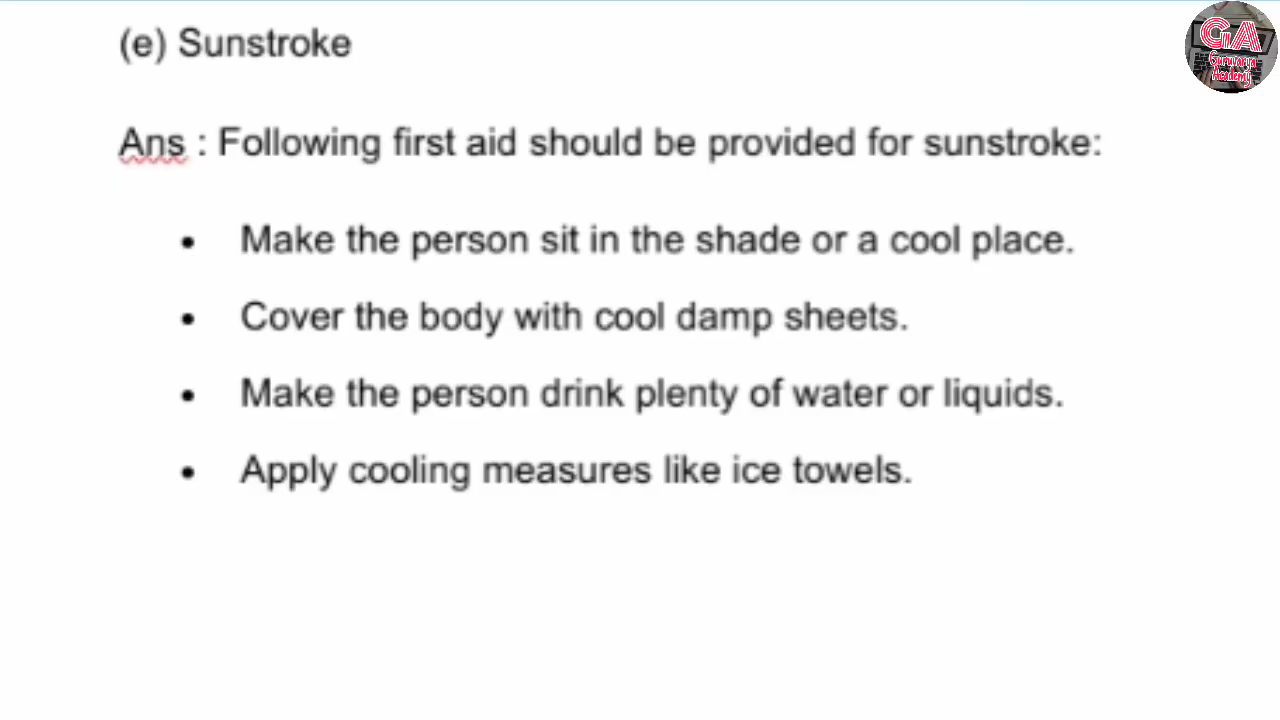 (e) Sunstroke
GA
Guruarya
Academy
Ans : Following first aid should be provided for sunstroke:
• Make the person sit in the shade or a cool place.
• Cover the body with cool damp sheets.
• Make the person drink plenty of water or liquids.
• Apply cooling measures like ice towels.